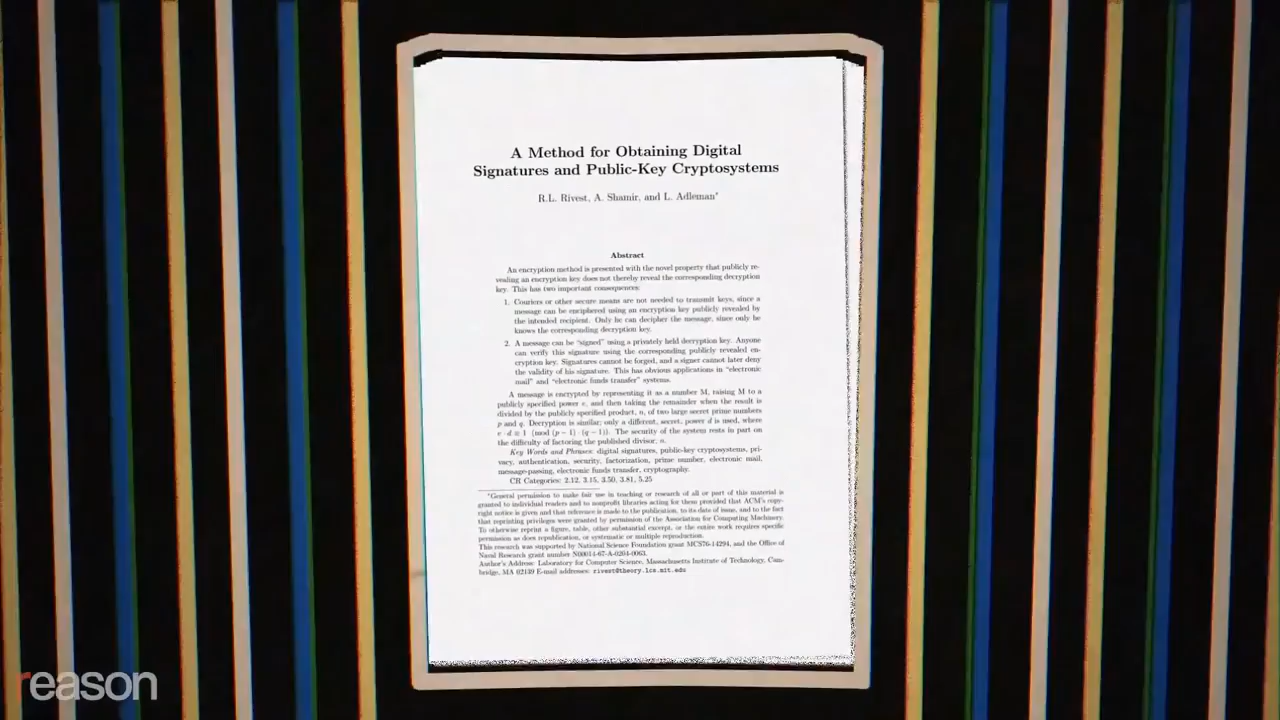 A Method for Obtaining Digital
Signatures and Public-Key Cryptosystems
R.L. Rivest, A. Shamir, and L. Adleman*
Abstract
An encryption method is presented with the novel property that publicly re-
vealing an encryption key does not thereby reveal the corresponding decryption
key. This has two important consequences:
1. Couriers or other secure means are not needed to transmit keys, since a
message can be enciphered using an encryption key publicly revealed by
the intended recipient. Only he can decipher the message, since only he
knows the corresponding decryption key.
2. A message can be "signed" using a privately held decryption key. Anyone
can verify this signature using the corresponding publicly revealed en-
cryption key. Signatures cannot be forged, and a signer cannot later deny
the validity of his signature. This has obvious applications in "electronic
mail" and "electronic funds transfer" systems.
A message is encrypted by representing it as a number M, raising M to a
publicly specified power e, and then taking the remainder when the result is
divided by the publicly specified product, n, of two large secret prime numbers
p and q. Decryption is similar; only a different, secret, power d is used, where
e · d ≡ 1 (mod (p − 1) · (q − 1)). The security of the system rests in part on
the difficulty of factoring the published divisor, n.
Key Words and Phrases: digital signatures, public-key cryptosystems, pri-
vacy, authentication, security, factorization, prime number, electronic mail,
message-passing, electronic funds transfer, cryptography.
CR Categories: 2.12, 3.15, 3.50, 3.81, 5.25
*General permission to make fair use in teaching or research of all or part of this material is
granted to individual readers and to nonprofit libraries acting for them provided that ACM's copy-
right notice is given and that reference is made to the publication, to its date of issue, and to the fact
that reprinting privileges were granted by permission of the Association for Computing Machinery.
To otherwise reprint a figure, table, other substantial excerpt, or the entire work requires specific
permission as does republication, or systematic or multiple reproduction.
This research was supported by National Science Foundation grant MCS76-14294, and the Office of
Naval Research grant number N00014-67-A-0204-0063.
Author's Address: Laboratory for Computer Science, Massachusetts Institute of Technology, Cam-
bridge, MA 02139 E-mail addresses: rivest@theory.lcs.mit.edu
reason